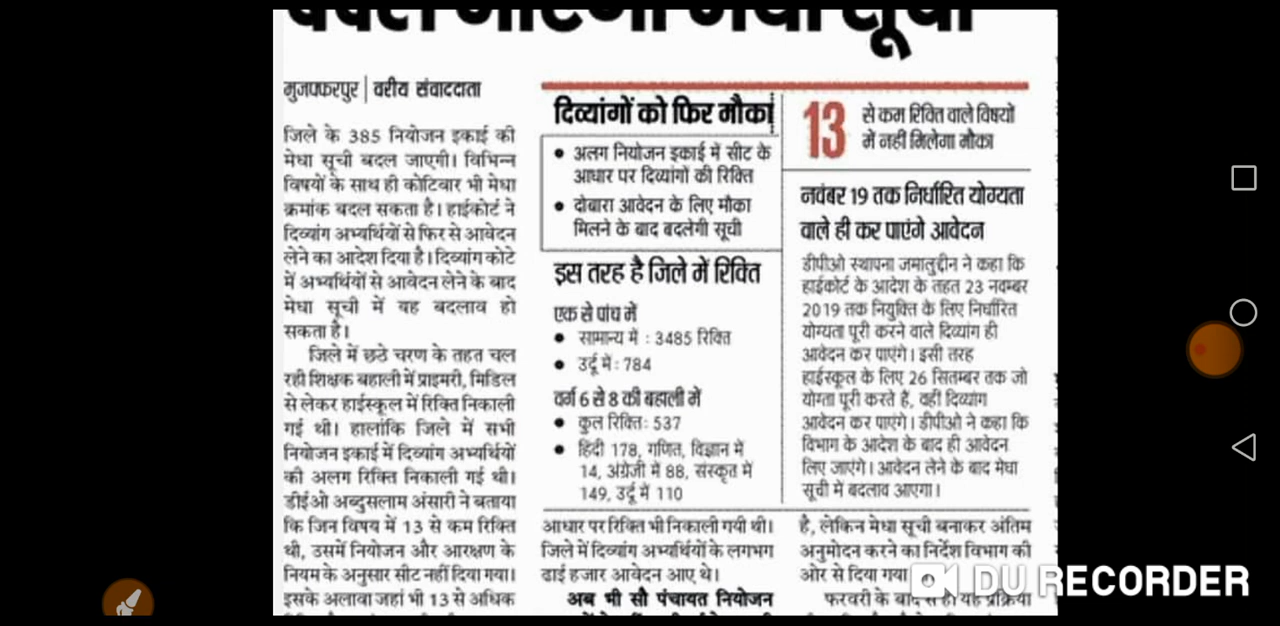 मुजफ्फरपुर | वरीय संवाददाता
जिले के 385 नियोजन इकाई की
मेधा सूची बदल जाएगी। विभिन्न
विषयों के साथ ही कोटिवार भी मेधा
क्रमांक बदल सकता है। हाईकोर्ट ने
दिव्यांग अभ्यर्थियों से फिर से आवेदन
लेने का आदेश दिया है। दिव्यांग कोटे
में अभ्यर्थियों से आवेदन लेने के बाद
मेधा सूची में यह बदलाव हो
सकता है।
जिले में छठे चरण के तहत चल
रही शिक्षक बहाली में प्राइमरी, मिडिल
से लेकर हाईस्कूल में रिक्ति निकाली
गई थी। हालांकि जिले में सभी
नियोजन इकाई में दिव्यांग अभ्यर्थियों
की अलग रिक्ति निकाली गई थी।
डीईओ अब्दुसलाम अंसारी ने बताया
कि जिन विषय में 13 से कम रिक्ति
थी, उसमें नियोजन और आरक्षण के
नियम के अनुसार सीट नहीं दिया गया।
इसके अलावा जहां भी 13 से अधिक
दिव्यांगों को फिर मौका
• अलग नियोजन इकाई में सीट के
आधार पर दिव्यांगों की रिक्ति
• दोबारा आवेदन के लिए मौका
मिलने के बाद बदलेगी सूची
इस तरह है जिले में रिक्ति
एक से पांच में
• सामान्य में : 3485 रिक्ति
• उर्दू में : 784
वर्ग 6 से 8 की बहाली में
• कुल रिक्ति: 537
• हिंदी 178, गणित, विज्ञान में
14, अंग्रेजी में 88, संस्कृत में
149, उर्दू में 110
आधार पर रिक्ति भी निकाली गयी थी।
जिले में दिव्यांग अभ्यर्थियों के लगभग
ढाई हजार आवेदन आए थे।
अब भी सौ पंचायत नियोजन
13 से कम रिक्ति वाले विषयों
में नहीं मिलेगा मौका
नवंबर 19 तक निर्धारित योग्यता
वाले ही कर पाएंगे आवेदन
डीपीओ स्थापना जमालुद्दीन ने कहा कि
हाईकोर्ट के आदेश के तहत 23 नवम्बर
2019 तक नियुक्ति के लिए निर्धारित
योग्यता पूरी करने वाले दिव्यांग ही
आवेदन कर पाएंगे। इसी तरह
हाईस्कूल के लिए 26 सितम्बर तक जो
योग्ता पूरी करते हैं, वही दिव्यांग
आवेदन कर पाएंगे। डीपीओ ने कहा कि
विभाग के आदेश के बाद ही आवेदन
लिए जाएंगे। आवेदन लेने के बाद मेधा
सूची में बदलाव आएगा।
है, लेकिन मेधा सूची बनाकर अंतिम
अनुमोदन करने का निर्देश विभाग की
ओर से दिया गया
फरवरी के बाद से ही यह प्रक्रिया
DU RECORDER